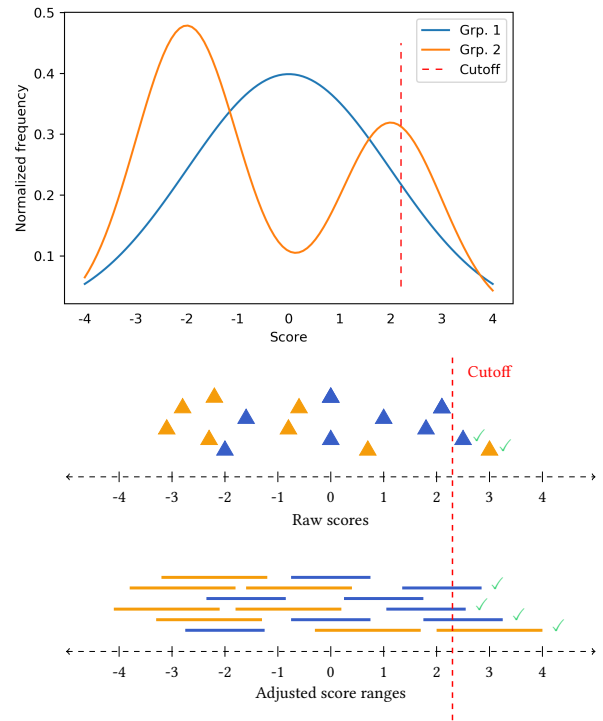 0.5
Grp. 1
Grp. 2
Cutoff
0.4
0.3
0.2
0.1
Normalized frequency
-4 -3 -2 -1 0 1 2 3 4
Score
Cutoff
-4 -3 -2 -1 0 1 2 3 4
Raw scores
-4 -3 -2 -1 0 1 2 3 4
Adjusted score ranges